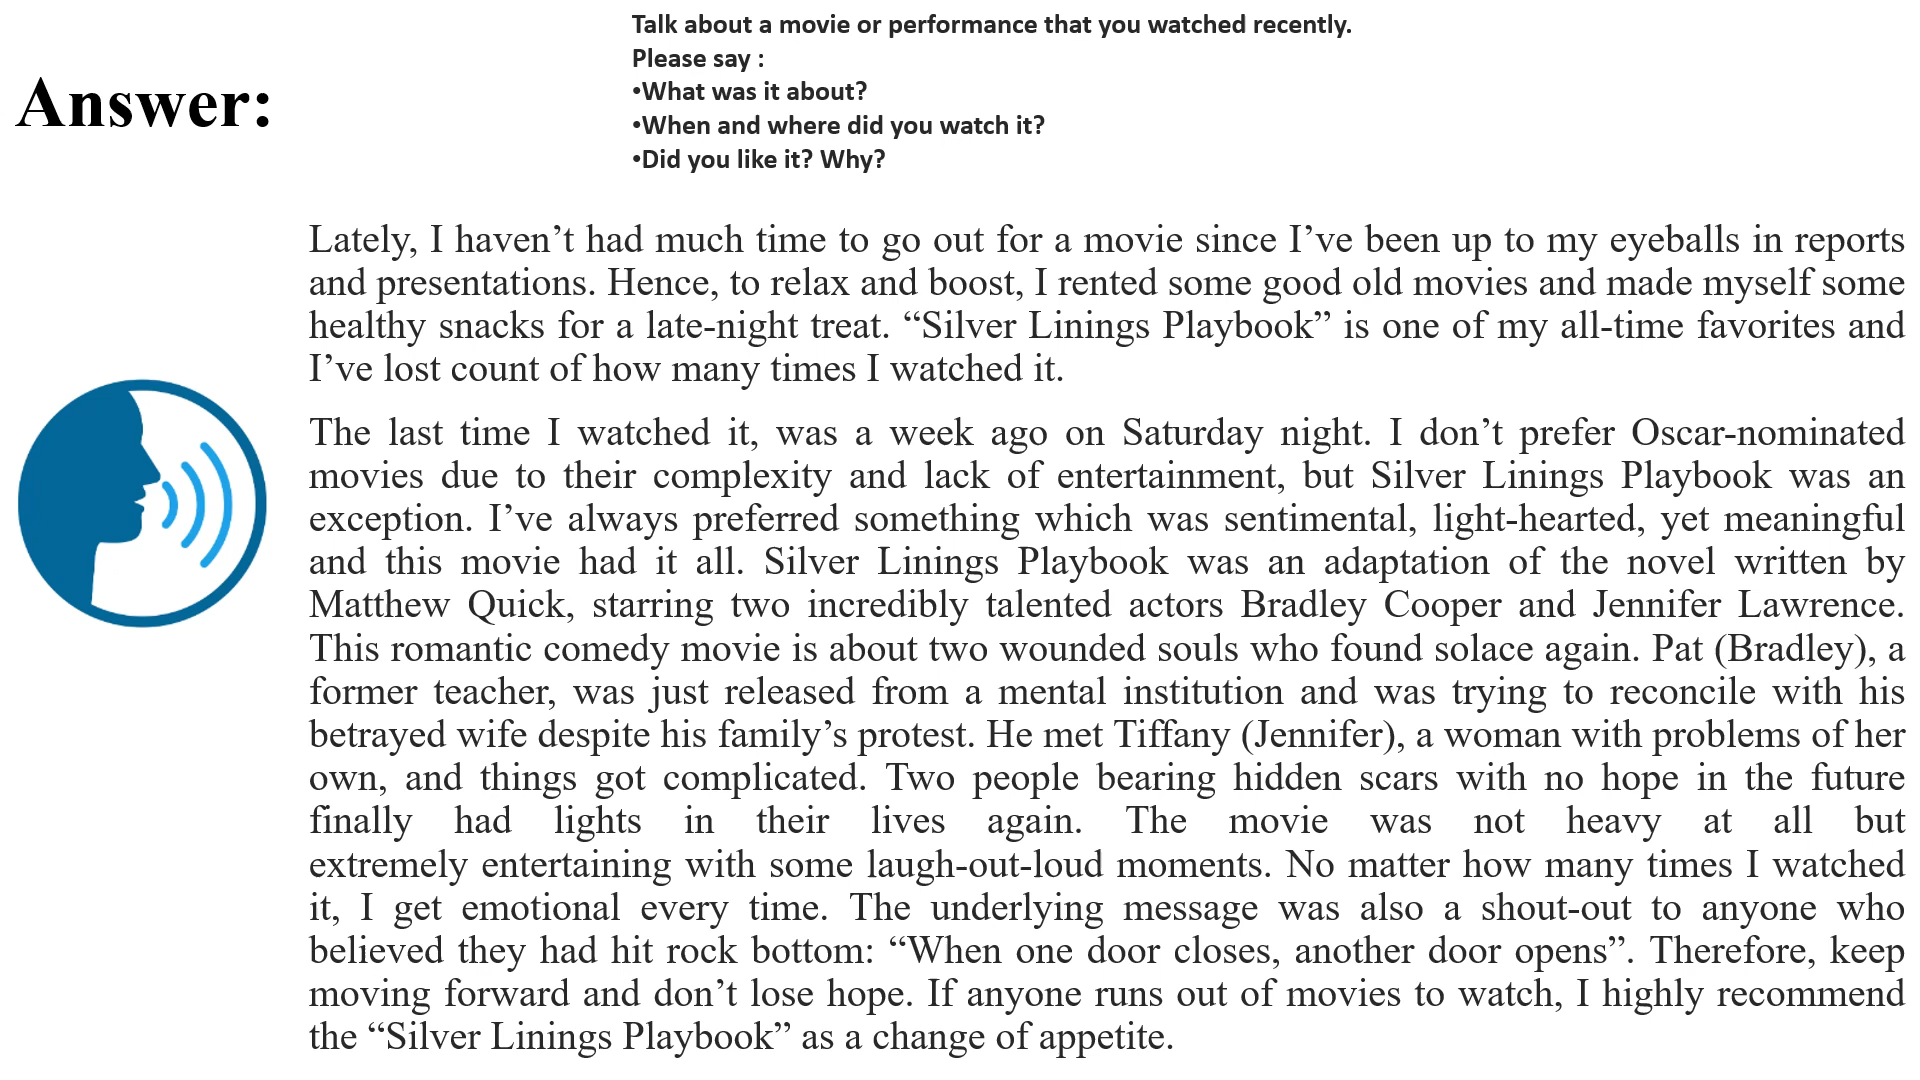 Talk about a movie or performance that you watched recently.
Please say :
•What was it about?
•When and where did you watch it?
•Did you like it? Why?
Answer:
Lately, I haven’t had much time to go out for a movie since I’ve been up to my eyeballs in reports
and presentations. Hence, to relax and boost, I rented some good old movies and made myself some
healthy snacks for a late-night treat. “Silver Linings Playbook” is one of my all-time favorites and
I’ve lost count of how many times I watched it.
The last time I watched it, was a week ago on Saturday night. I don’t prefer Oscar-nominated
movies due to their complexity and lack of entertainment, but Silver Linings Playbook was an
exception. I’ve always preferred something which was sentimental, light-hearted, yet meaningful
and this movie had it all. Silver Linings Playbook was an adaptation of the novel written by
Matthew Quick, starring two incredibly talented actors Bradley Cooper and Jennifer Lawrence.
This romantic comedy movie is about two wounded souls who found solace again. Pat (Bradley), a
former teacher, was just released from a mental institution and was trying to reconcile with his
betrayed wife despite his family’s protest. He met Tiffany (Jennifer), a woman with problems of her
own, and things got complicated. Two people bearing hidden scars with no hope in the future
finally had lights in their lives again. The movie was not heavy at all but
extremely entertaining with some laugh-out-loud moments. No matter how many times I watched
it, I get emotional every time. The underlying message was also a shout-out to anyone who
believed they had hit rock bottom: “When one door closes, another door opens”. Therefore, keep
moving forward and don’t lose hope. If anyone runs out of movies to watch, I highly recommend
the “Silver Linings Playbook” as a change of appetite.